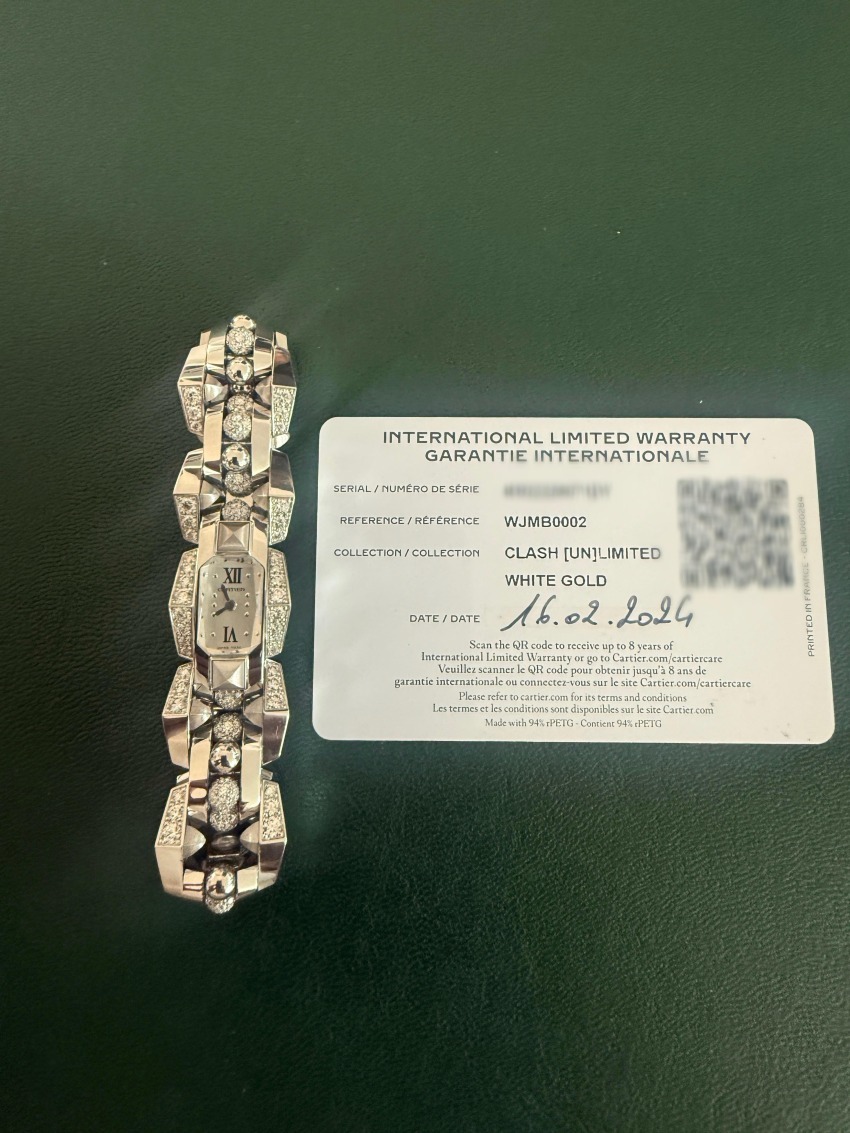 XII
Cartier
VI
INTERNATIONAL LIMITED WARRANTY
GARANTIE INTERNATIONALE
SERIAL / NUMÉRO DE SÉRIE
REFERENCE / RÉFÉRENCE WJMB0002
COLLECTION / COLLECTION CLASH [UN]LIMITED
WHITE GOLD
DATE / DATE 16.02.2024
Scan the QR code to receive up to 8 years of
International Limited Warranty or go to Cartier.com/cartiercare
Veuillez scanner le QR code pour obtenir jusqu'à 8 ans de
garantie internationale ou connectez-vous sur le site Cartier.com/cartiercare
Please refer to cartier.com for its terms and conditions
Les termes et les conditions sont disponibles sur le site Cartier.com
Made with 94% rPETG - Contient 94% rPETG
PRINTED IN FRANCE -